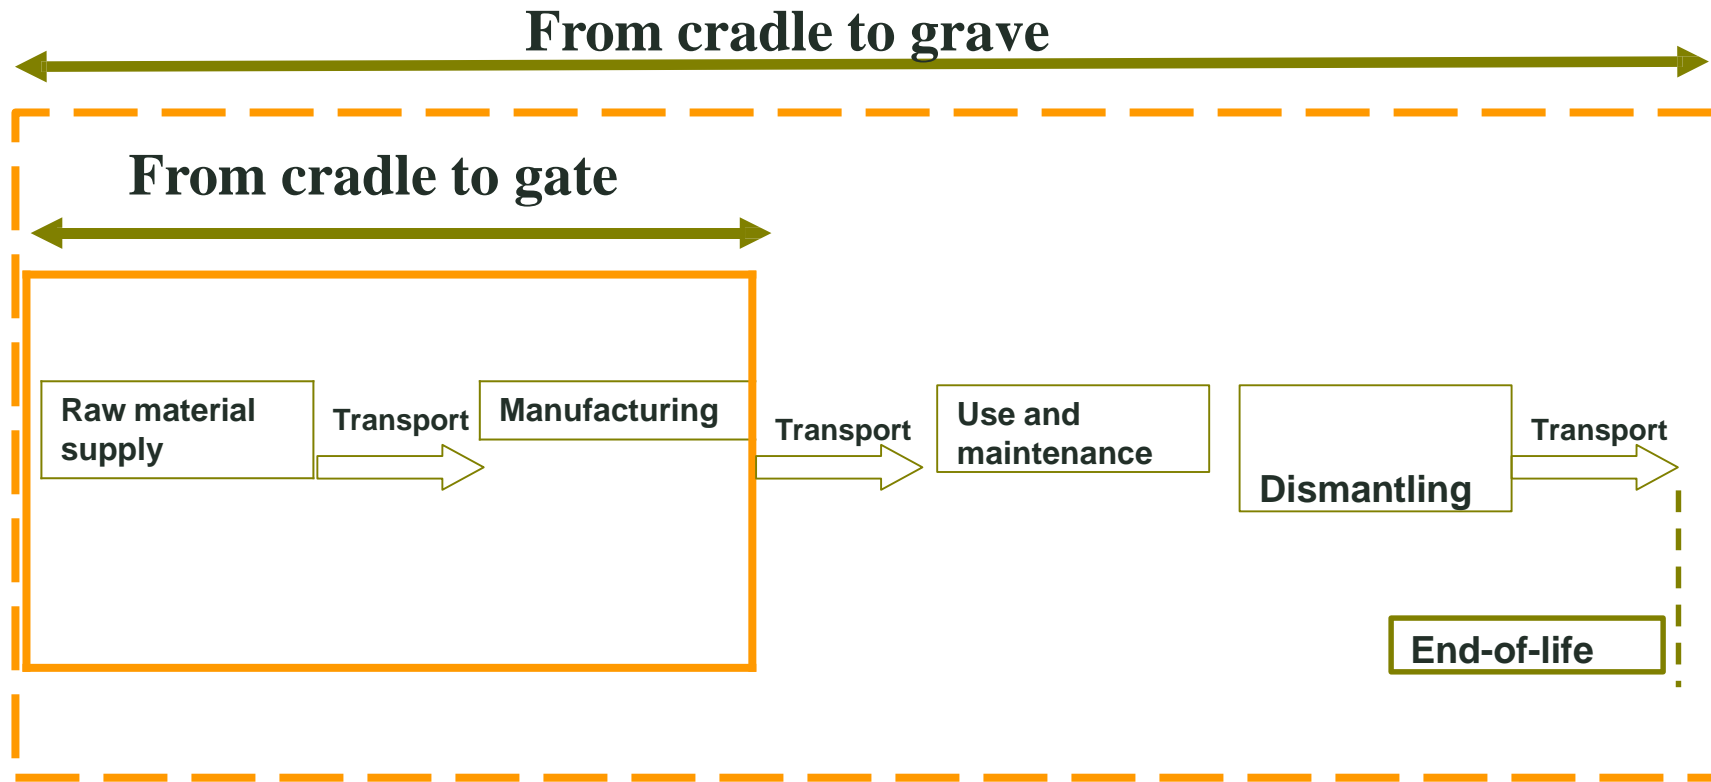 From cradle to grave
From cradle to gate
Raw material
supply
Transport
Manufacturing
Transport
Use and
maintenance
Dismantling
Transport
End-of-life